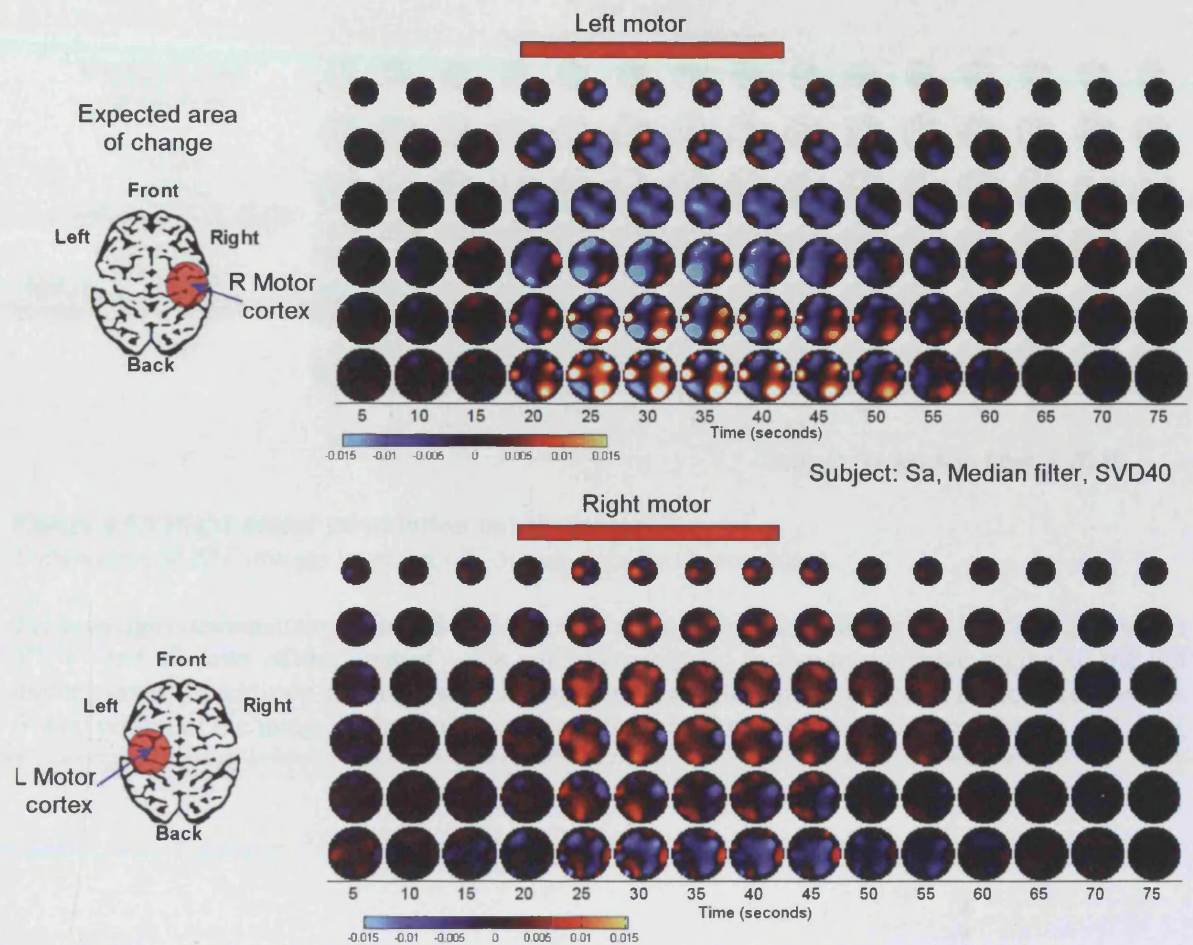 Left motor
Expected area
of change
Front
Left
Right
R Motor
cortex
Back
5 10 15 20 25 30 35 40 45 50 55 60 65 70 75
Time (seconds)
-0.015 -0.01 -0.005 0 0.005 0.01 0.015
Subject: Sa, Median filter, SVD40
Right motor
Front
Left
Right
L Motor
cortex
Back
5 10 15 20 25 30 35 40 45 50 55 60 65 70 75
Time (seconds)
-0.015 -0.01 -0.005 0 0.005 0.01 0.015